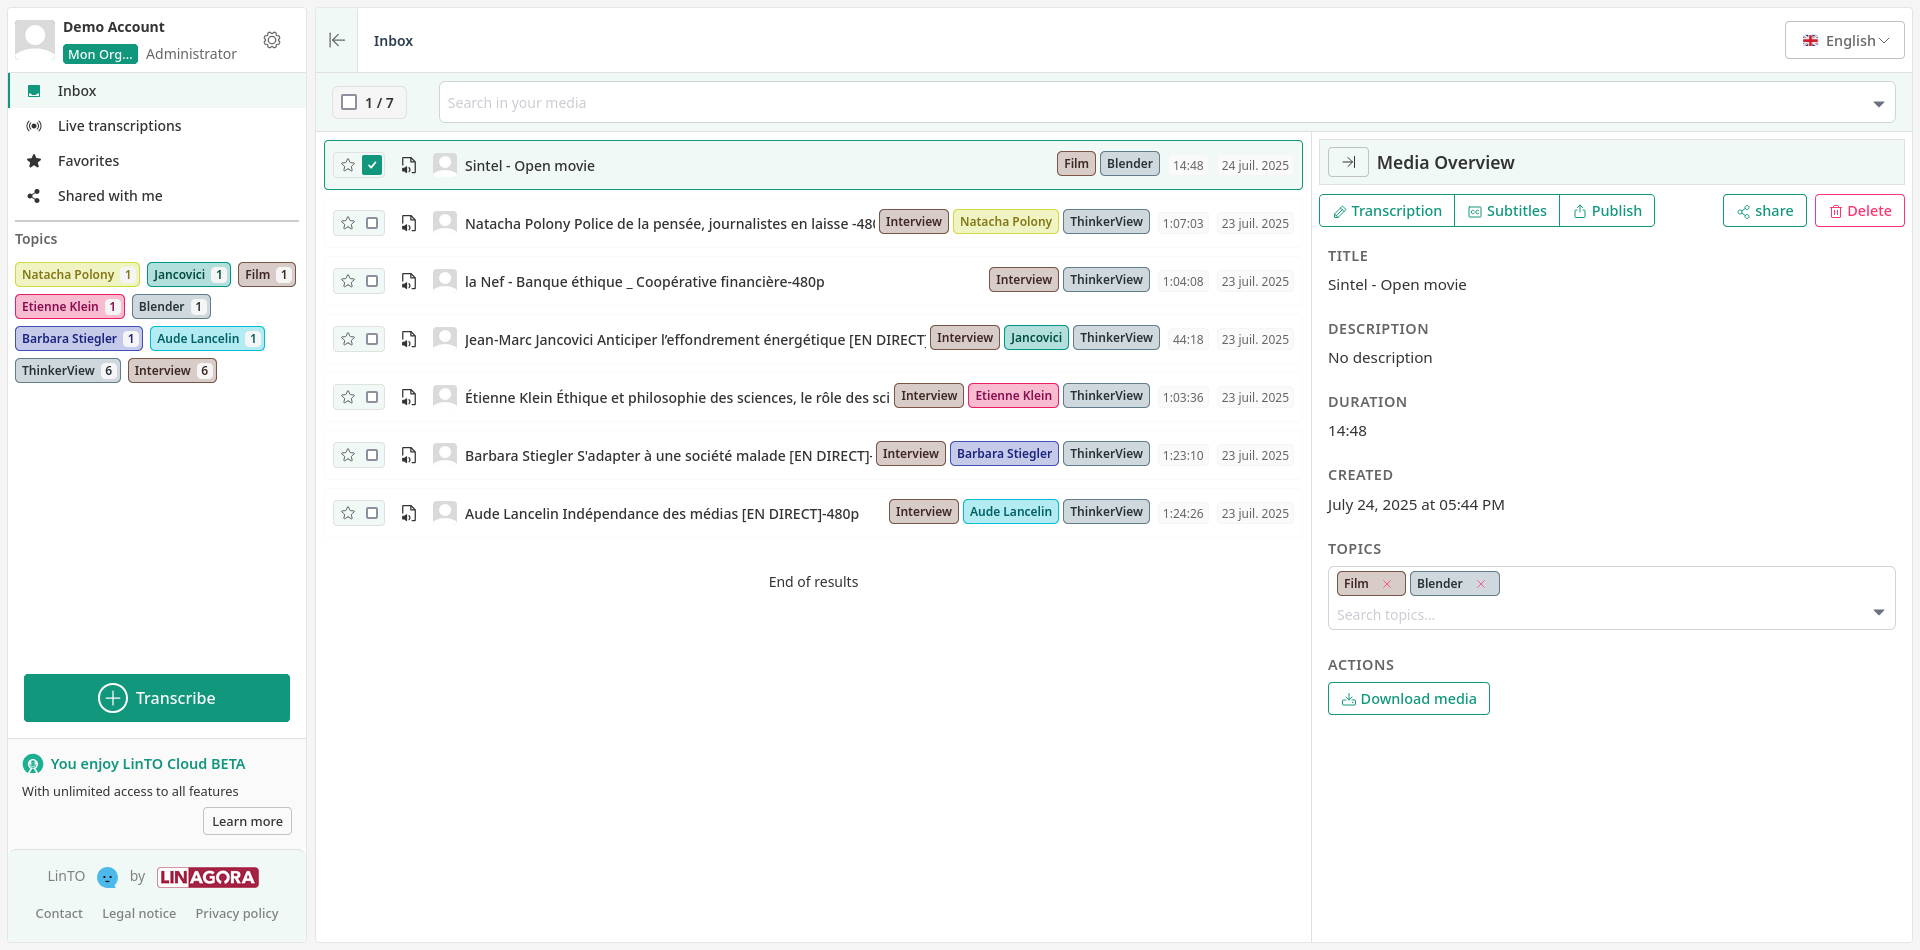 Demo Account
Mon Org... Administrator
Inbox
Live transcriptions
Favorites
Shared with me
Topics
Natacha Polony 1 Jancovici 1 Film 1
Etienne Klein 1 Blender 1
Barbara Stiegler 1 Aude Lancelin 1
ThinkerView 6 Interview 6
Transcribe
You enjoy LinTO Cloud BETA
With unlimited access to all features
Learn more
LinTO by LINAGORA
Contact Legal notice Privacy policy
Inbox
English
1 / 7
Search in your media
Sintel - Open movie Film Blender 14:48 24 juil. 2025
Natacha Polony Police de la pensée, journalistes en laisse -480 Interview Natacha Polony ThinkerView 1:07:03 23 juil. 2025
la Nef - Banque éthique _ Coopérative financière-480p Interview ThinkerView 1:04:08 23 juil. 2025
Jean-Marc Jancovici Anticiper l’effondrement énergétique [EN DIRECT] Interview Jancovici ThinkerView 44:18 23 juil. 2025
Étienne Klein Éthique et philosophie des sciences, le rôle des sci Interview Etienne Klein ThinkerView 1:03:36 23 juil. 2025
Barbara Stiegler S'adapter à une société malade [EN DIRECT]- Interview Barbara Stiegler ThinkerView 1:23:10 23 juil. 2025
Aude Lancelin Indépendance des médias [EN DIRECT]-480p Interview Aude Lancelin ThinkerView 1:24:26 23 juil. 2025
End of results
Media Overview
Transcription Subtitles Publish share Delete
TITLE
Sintel - Open movie
DESCRIPTION
No description
DURATION
14:48
CREATED
July 24, 2025 at 05:44 PM
TOPICS
Film Blender
Search topics...
ACTIONS
Download media